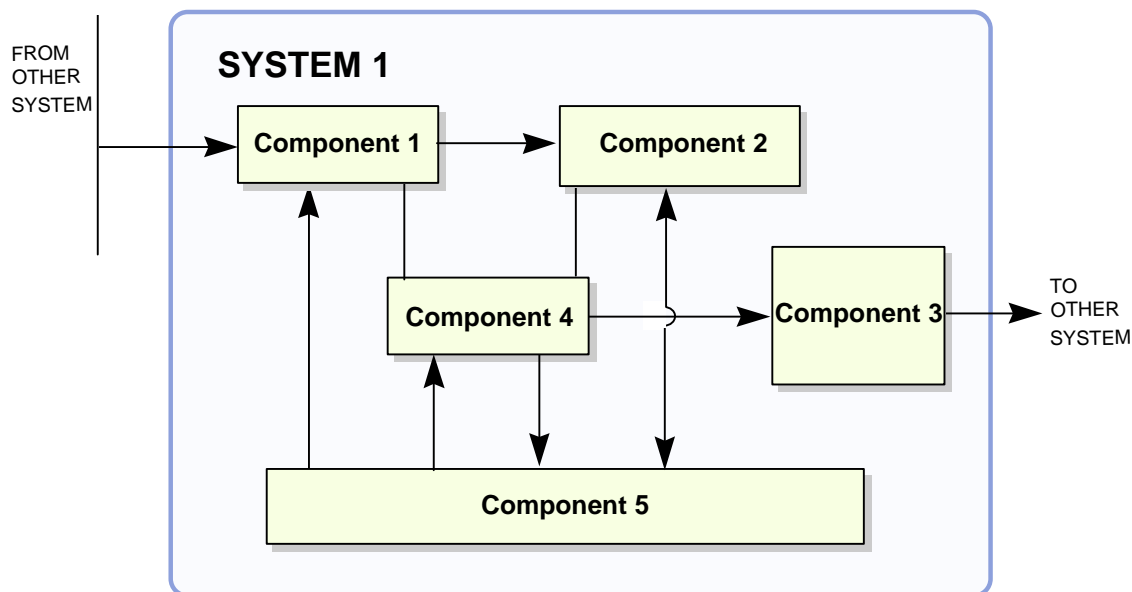 FROM
OTHER
SYSTEM
SYSTEM 1
Component 1
Component 2
Component 4
Component 3
TO
OTHER
SYSTEM
Component 5